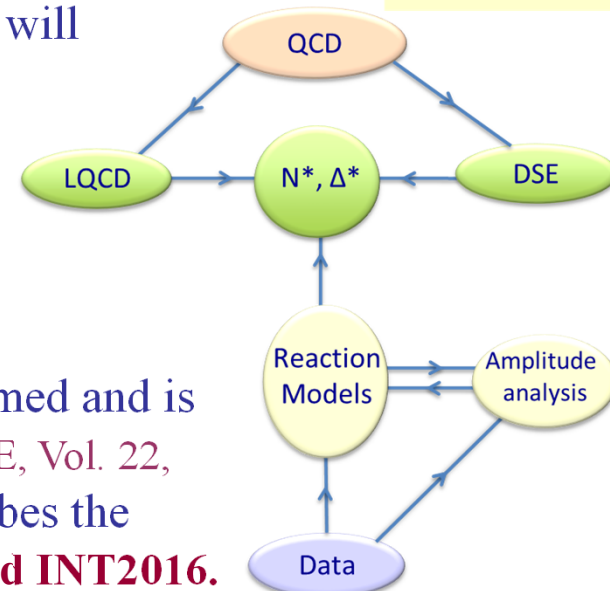 will
QCD
LQCD
N*, Δ*
DSE
Reaction
Models
Amplitude
analysis
med and is
E, Vol. 22,
bes the
d INT2016.
Data